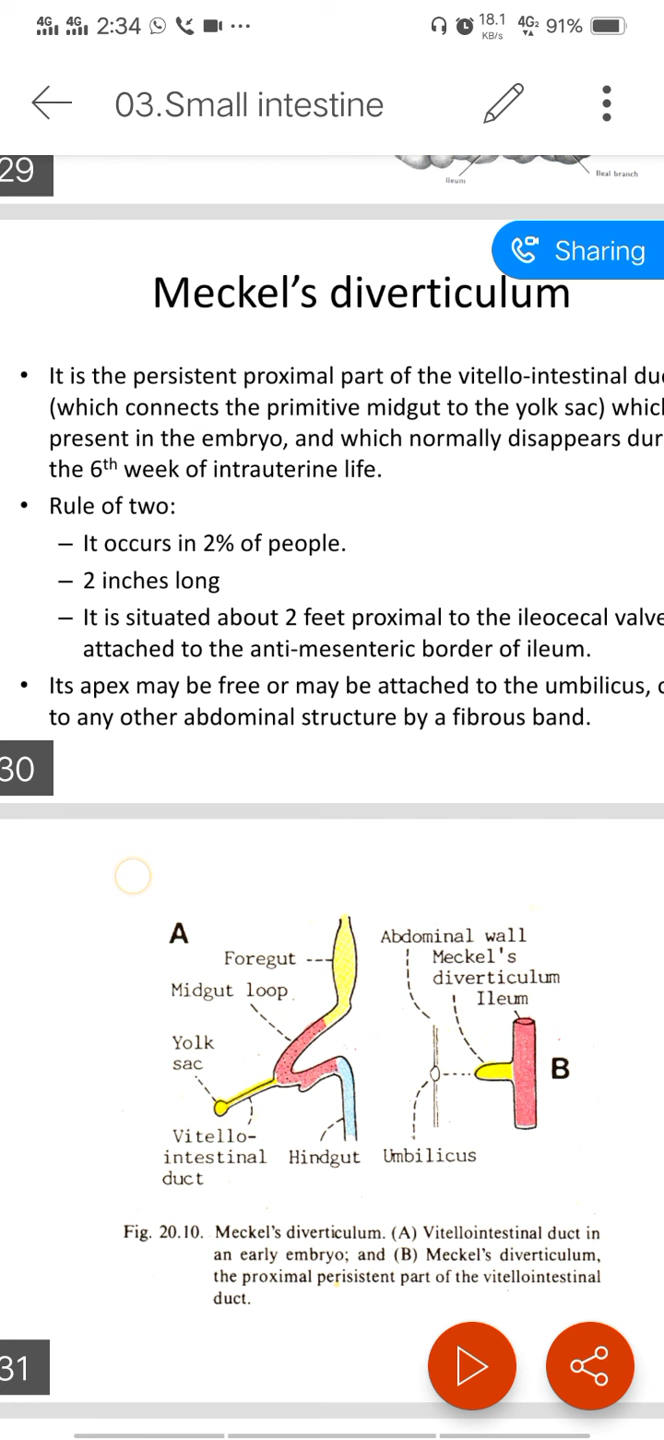 4G 4G 2:34 ... 18.1 KB/s 4G2 91%
03.Small intestine
29
Ileum
Ileal branch
Sharing
Meckel's diverticulum
• It is the persistent proximal part of the vitello-intestinal du
(which connects the primitive midgut to the yolk sac) whic
present in the embryo, and which normally disappears dur
the 6th week of intrauterine life.
• Rule of two:
– It occurs in 2% of people.
– 2 inches long
– It is situated about 2 feet proximal to the ileocecal valve
attached to the anti-mesenteric border of ileum.
• Its apex may be free or may be attached to the umbilicus, o
to any other abdominal structure by a fibrous band.
30
A
Foregut
Midgut loop
Yolk
sac
Vitello-
intestinal
duct
Hindgut
Abdominal wall
Meckel's
diverticulum
Ileum
B
Umbilicus
Fig. 20.10. Meckel's diverticulum. (A) Vitellointestinal duct in
an early embryo; and (B) Meckel's diverticulum,
the proximal perisistent part of the vitellointestinal
duct.
31